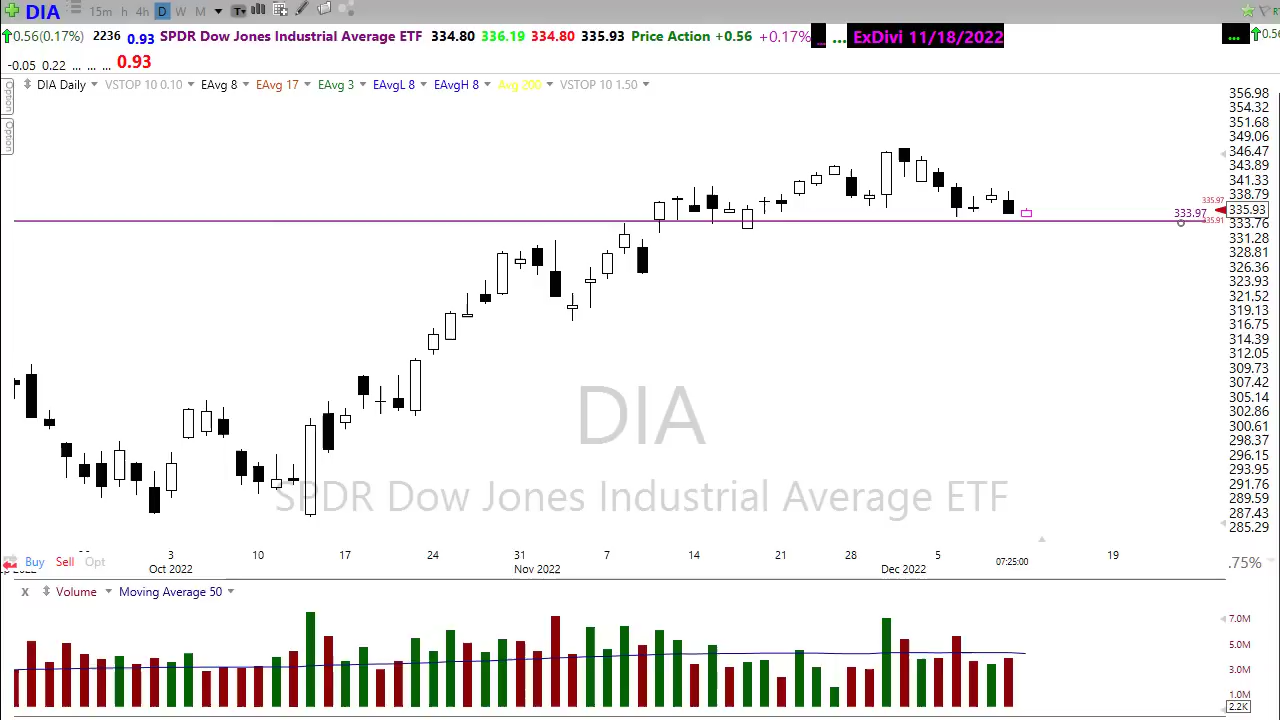 DIA 15m h 4h D W M T
0.56(0.17%) 2236 0.93 SPDR Dow Jones Industrial Average ETF 334.80 336.19 334.80 335.93 Price Action +0.56 +0.17% ... ExDivi 11/18/2022 ... 0.56
-0.05 0.22 ... ... ... 0.93
Option
Option
DIA Daily VSTOP 10 0.10 EAvg 8 EAvg 17 EAvg 3 EAvgL 8 EAvgH 8 Avg 200 VSTOP 10 1.50
356.98
354.32
351.68
349.06
346.47
343.89
341.33
338.79
335.97
335.93
333.97
335.91
333.76
331.28
328.81
326.36
323.93
321.52
319.13
316.75
314.39
312.05
309.73
307.42
305.14
302.86
300.61
298.37
296.15
293.95
291.76
289.59
287.43
285.29
DIA
SPDR Dow Jones Industrial Average ETF
3 10 17 24 31 7 14 21 28 5 19
Buy Sell Opt .75%
2022 Oct 2022 Nov 2022 Dec 2022 07:25:00
x Volume Moving Average 50
7.0M
5.0M
3.0M
1.0M
2.2K